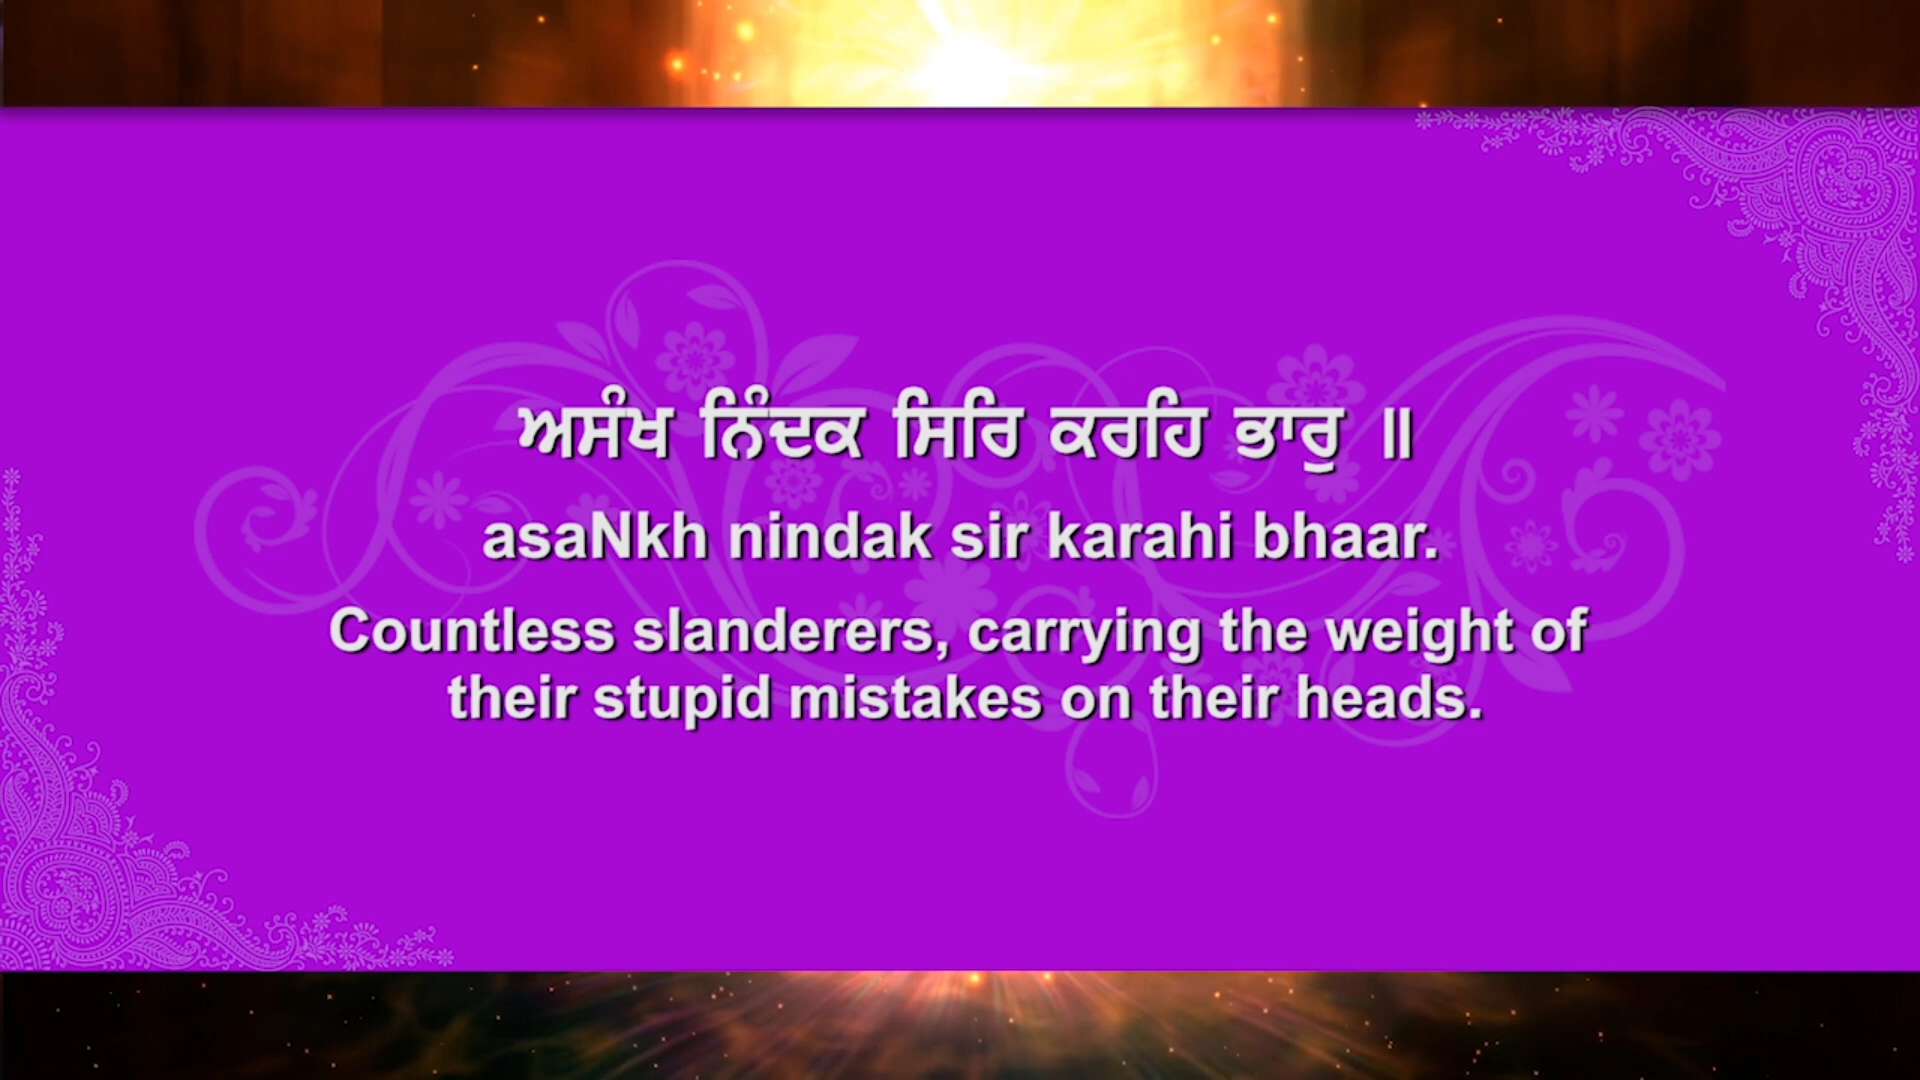 ਅਸੰਖ ਨਿੰਦਕ ਸਿਰਿ ਕਰਹਿ ਭਾਰੁ ॥
asaNkh nindak sir karahi bhaar.
Countless slanderers, carrying the weight of
their stupid mistakes on their heads.